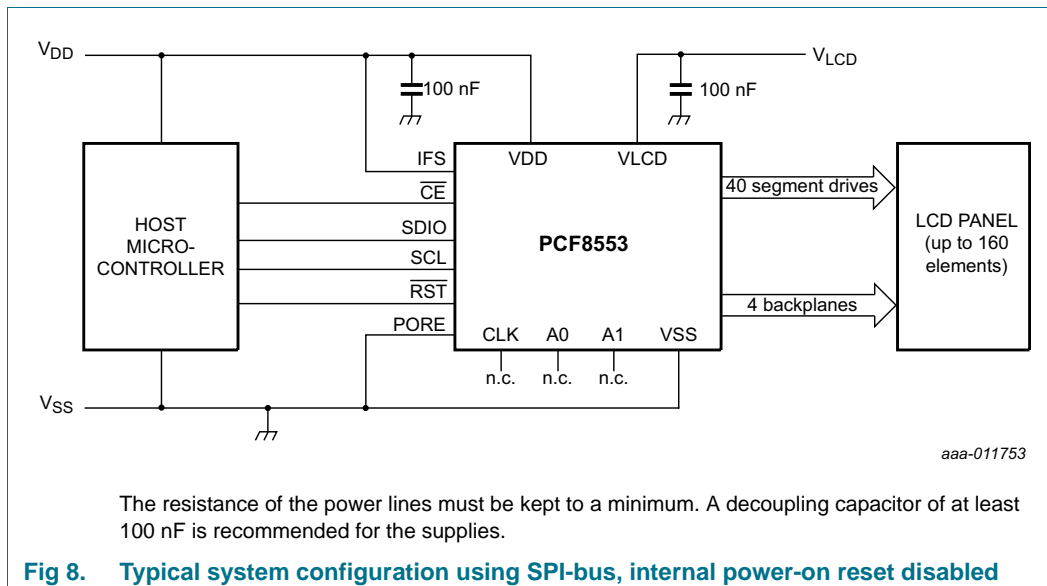 VDD
100 nF
VLCD
100 nF
HOST
MICRO-
CONTROLLER
IFS
CE
SDIO
SCL
RST
PORE
VDD
VLCD
PCF8553
CLK
A0
A1
VSS
n.c.
n.c.
n.c.
40 segment drives
4 backplanes
LCD PANEL
(up to 160
elements)
VSS
aaa-011753
The resistance of the power lines must be kept to a minimum. A decoupling capacitor of at least
100 nF is recommended for the supplies.
Fig 8. Typical system configuration using SPI-bus, internal power-on reset disabled